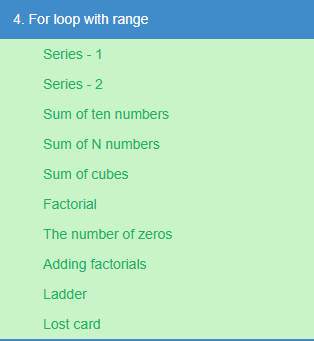 4. For loop with range
Series - 1
Series - 2
Sum of ten numbers
Sum of N numbers
Sum of cubes
Factorial
The number of zeros
Adding factorials
Ladder
Lost card